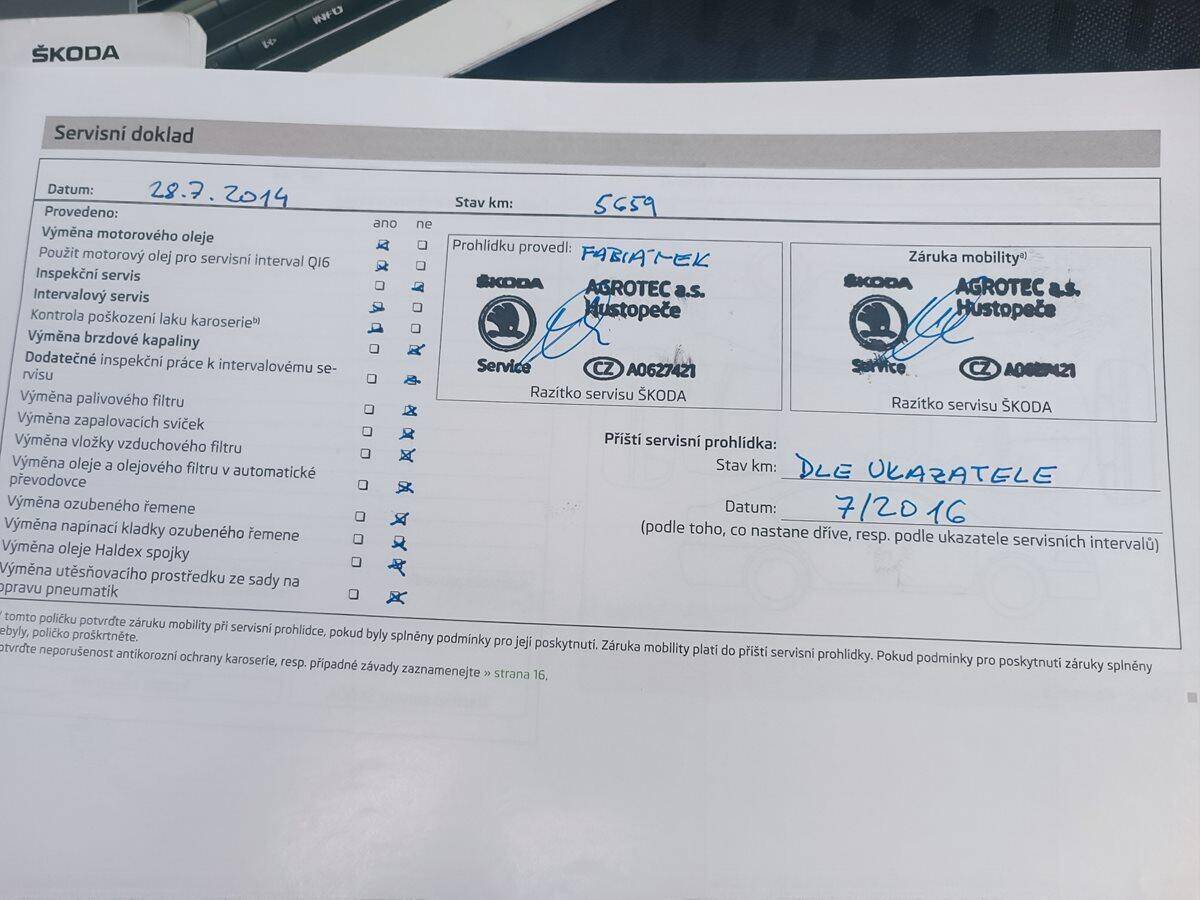 INFO
ŠKODA
Servisní doklad
Datum: 28.7.2014
Stav km: 5659
Provedeno: ano ne
Výměna motorového oleje
Použit motorový olej pro servisní interval QI6
Inspekční servis
Intervalový servis
Kontrola poškození laku karoserie b)
Výměna brzdové kapaliny
Dodatečné inspekční práce k intervalovému se-
rvisu
Výměna palivového filtru
Výměna zapalovacích svíček
Výměna vložky vzduchového filtru
Výměna oleje a olejového filtru v automatické
převodovce
Výměna ozubeného řemene
Výměna napínací kladky ozubeného řemene
Výměna oleje Haldex spojky
Výměna utěsňovacího prostředku ze sady na
opravu pneumatik
Prohlídku provedl: FABIÁNEK
ŠKODA AGROTEC a.s.
Hustopeče
Service CZ A0627421
Razítko servisu ŠKODA
Záruka mobility a)
ŠKODA AGROTEC a.s.
Hustopeče
Service CZ A0627421
Razítko servisu ŠKODA
Příští servisní prohlídka:
Stav km: DLE UKAZATELE
Datum: 7/2016
(podle toho, co nastane dříve, resp. podle ukazatele servisních intervalů)
tomto políčku potvrďte záruku mobility při servisní prohlídce, pokud byly splněny podmínky pro její poskytnutí. Záruka mobility platí do příští servisní prohlídky. Pokud podmínky pro poskytnutí záruky splněny
ebyly, políčko proškrtněte.
otvrďte neporušenost antikorozní ochrany karoserie, resp. případné závady zaznamenejte » strana 16.